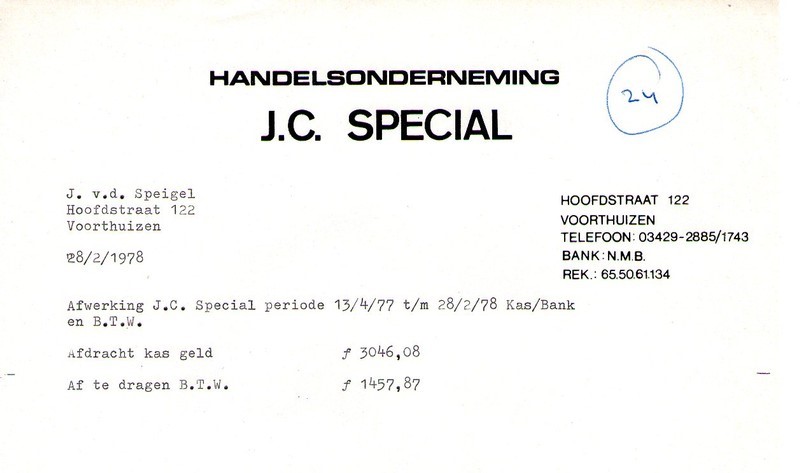 HANDELSONDERNEMING
24
J.C. SPECIAL
J. v.d. Speigel
Hoofdstraat 122
Voorthuizen
28/2/1978
HOOFDSTRAAT 122
VOORTHUIZEN
TELEFOON: 03429-2885/1743
BANK: N.M.B.
REK.: 65.50.61.134
Afwerking J.C. Special periode 13/4/77 t/m 28/2/78 Kas/Bank
en B.T.W.
Afdracht kas geld ƒ 3046,08
Af te dragen B.T.W. ƒ 1457,87